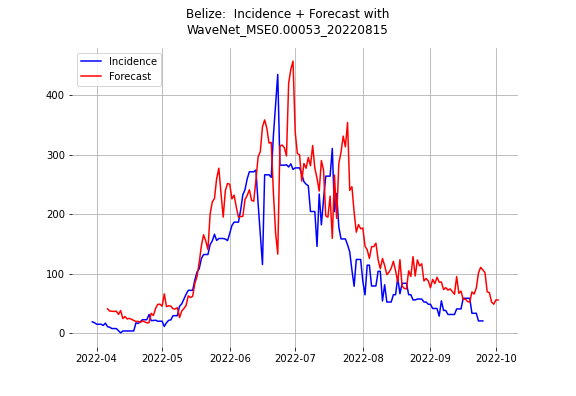 Belize:  Incidence + Forecast with
WaveNet_MSE0.00053_20220815
Incidence
Forecast
400
300
200
100
0
2022-04 2022-05 2022-06 2022-07 2022-08 2022-09 2022-10